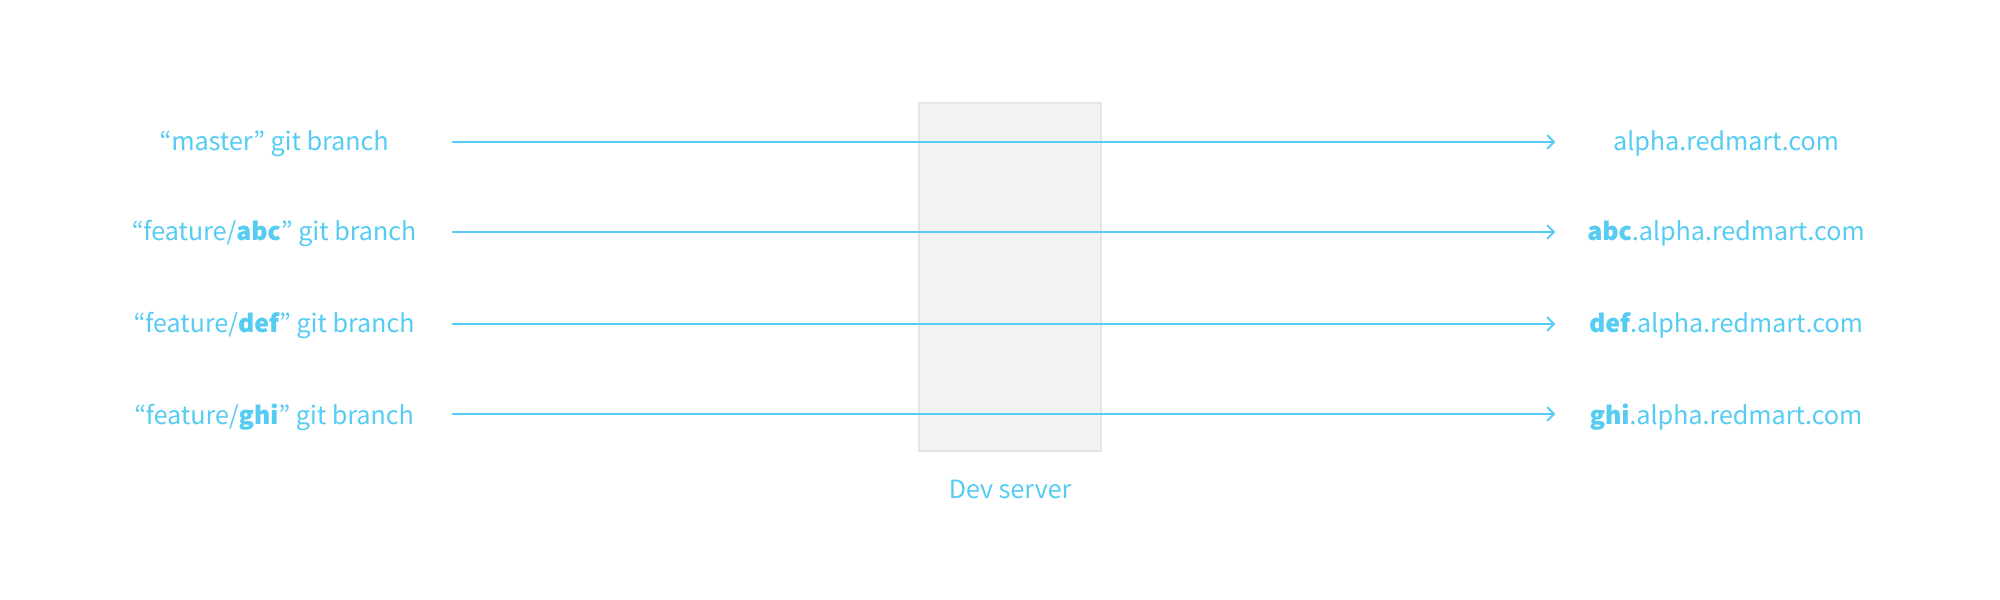 “master” git branch
alpha.redmart.com
“feature/abc” git branch
abc.alpha.redmart.com
“feature/def” git branch
def.alpha.redmart.com
“feature/ghi” git branch
ghi.alpha.redmart.com
Dev server